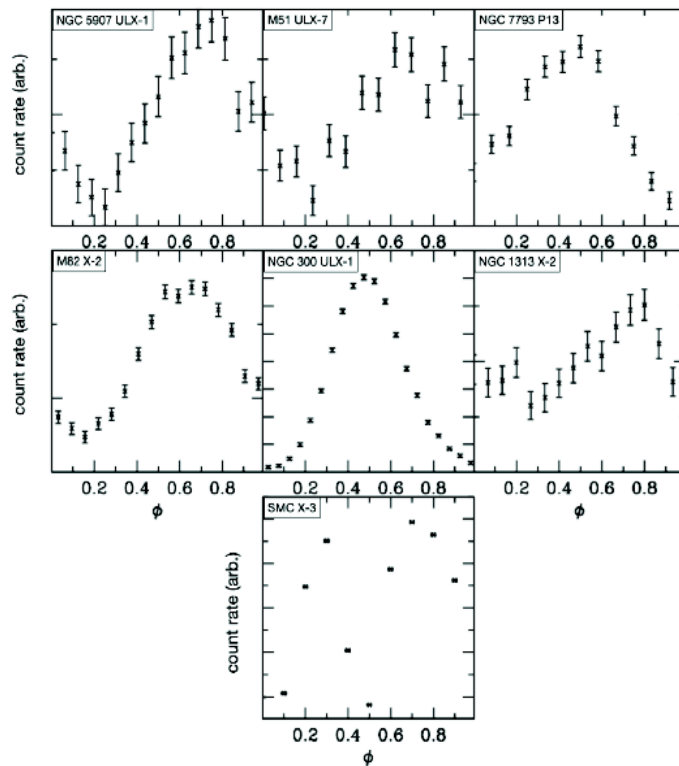 NGC 5907 ULX-1
M51 ULX-7
NGC 7793 P13
count rate (arb.)
0.2 0.4 0.6 0.8
0.2 0.4 0.6 0.8
0.2 0.4 0.6 0.8
M82 X-2
NGC 300 ULX-1
NGC 1313 X-2
count rate (arb.)
0.2 0.4 0.6 0.8
0.2 0.4 0.6 0.8
0.2 0.4 0.6 0.8
ϕ
ϕ
SMC X-3
count rate (arb.)
0.2 0.4 0.6 0.8
ϕ